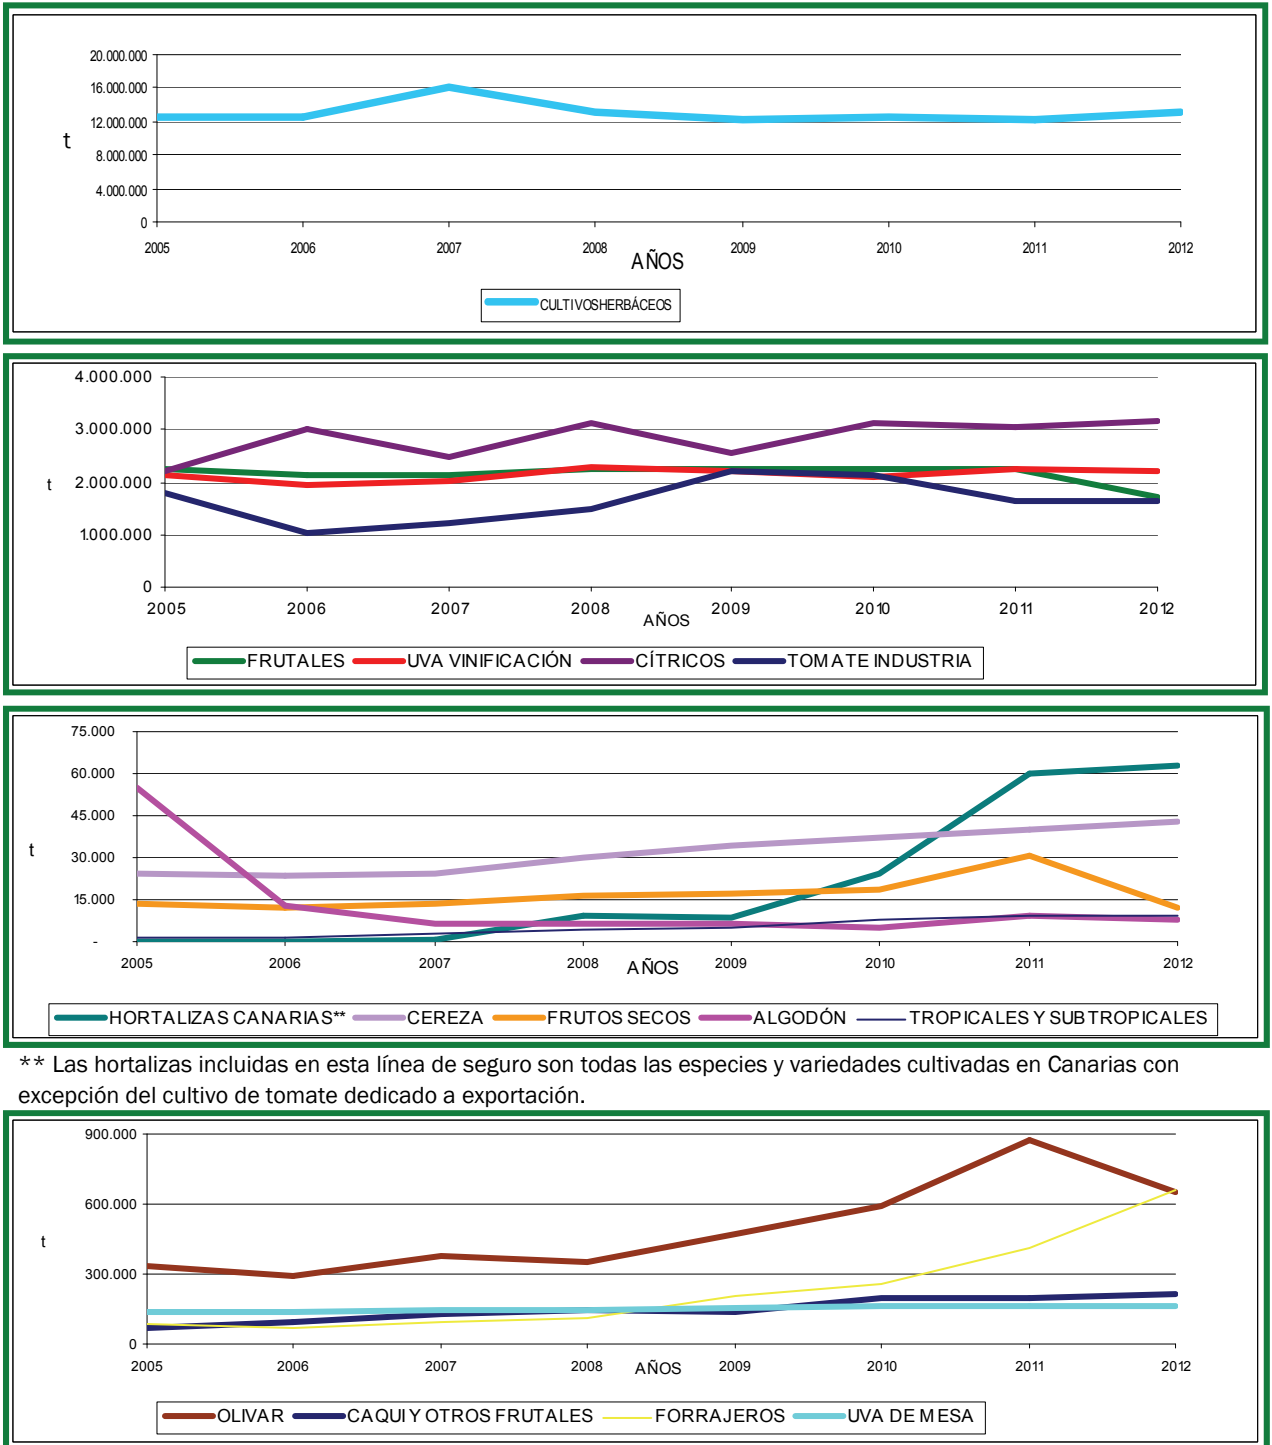 20.000.000
16.000.000
12.000.000
8.000.000
4.000.000
0
t
2005 2006 2007 2008 2009 2010 2011 2012
AÑOS
CULTIVOS HERBÁCEOS
4.000.000
3.000.000
2.000.000
1.000.000
0
t
2005 2006 2007 2008 2009 2010 2011 2012
AÑOS
FRUTALES UVA VINIFICACIÓN CÍTRICOS TOMATE INDUSTRIA
75.000
60.000
45.000
30.000
15.000
-
t
2005 2006 2007 2008 2009 2010 2011 2012
AÑOS
HORTALIZAS CANARIAS** CEREZA FRUTOS SECOS ALGODÓN TROPICALES Y SUBTROPICALES
** Las hortalizas incluidas en esta línea de seguro son todas las especies y variedades cultivadas en Canarias con
excepción del cultivo de tomate dedicado a exportación.
900.000
600.000
300.000
0
t
2005 2006 2007 2008 2009 2010 2011 2012
AÑOS
OLIVAR CAQUI Y OTROS FRUTALES FORRAJEROS UVA DE MESA